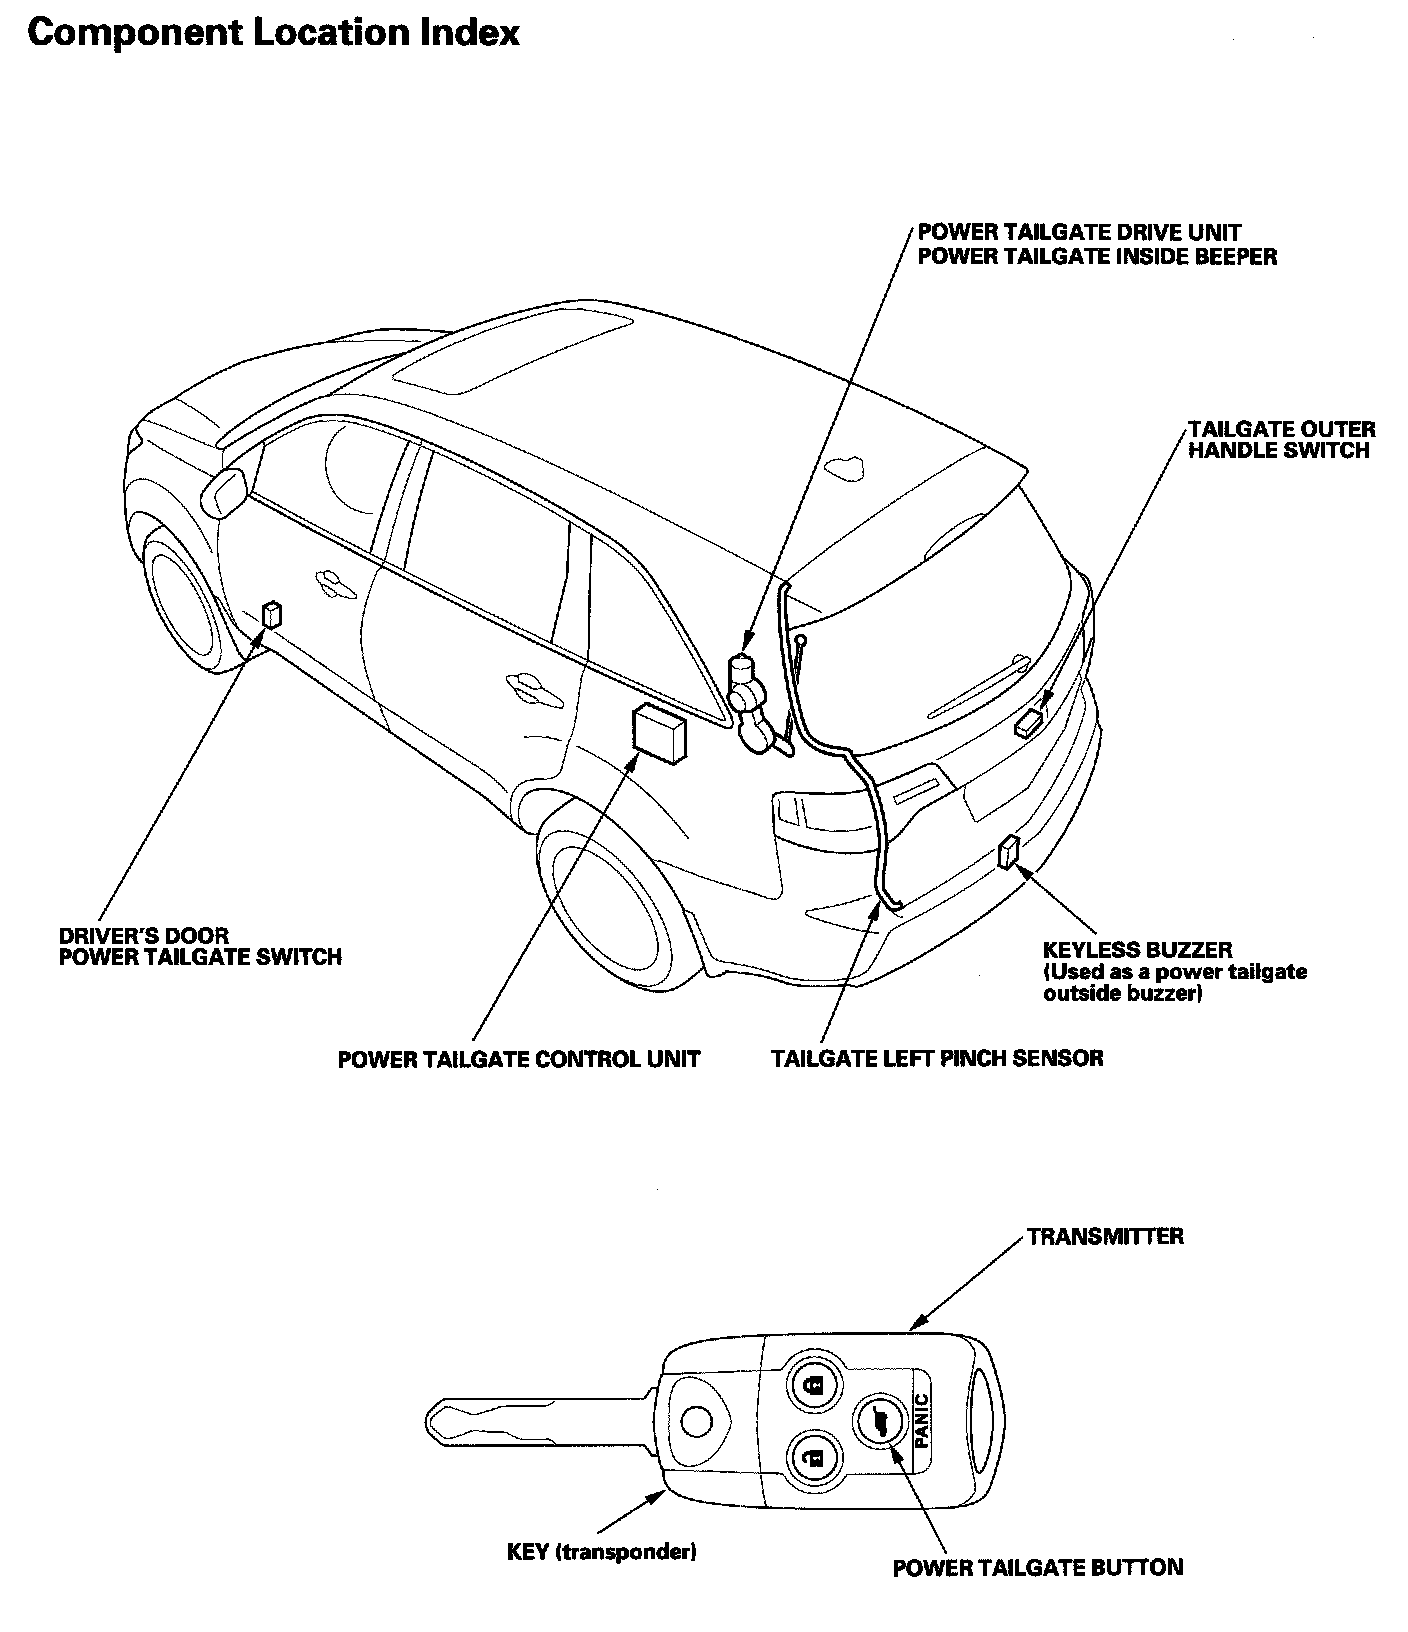 Component Location Index
POWER TAILGATE DRIVE UNIT
POWER TAILGATE INSIDE BEEPER
TAILGATE OUTER
HANDLE SWITCH
DRIVER'S DOOR
POWER TAILGATE SWITCH
KEYLESS BUZZER
(Used as a power tailgate
outside buzzer)
POWER TAILGATE CONTROL UNIT
TAILGATE LEFT PINCH SENSOR
TRANSMITTER
PANIC
KEY (transponder)
POWER TAILGATE BUTTON